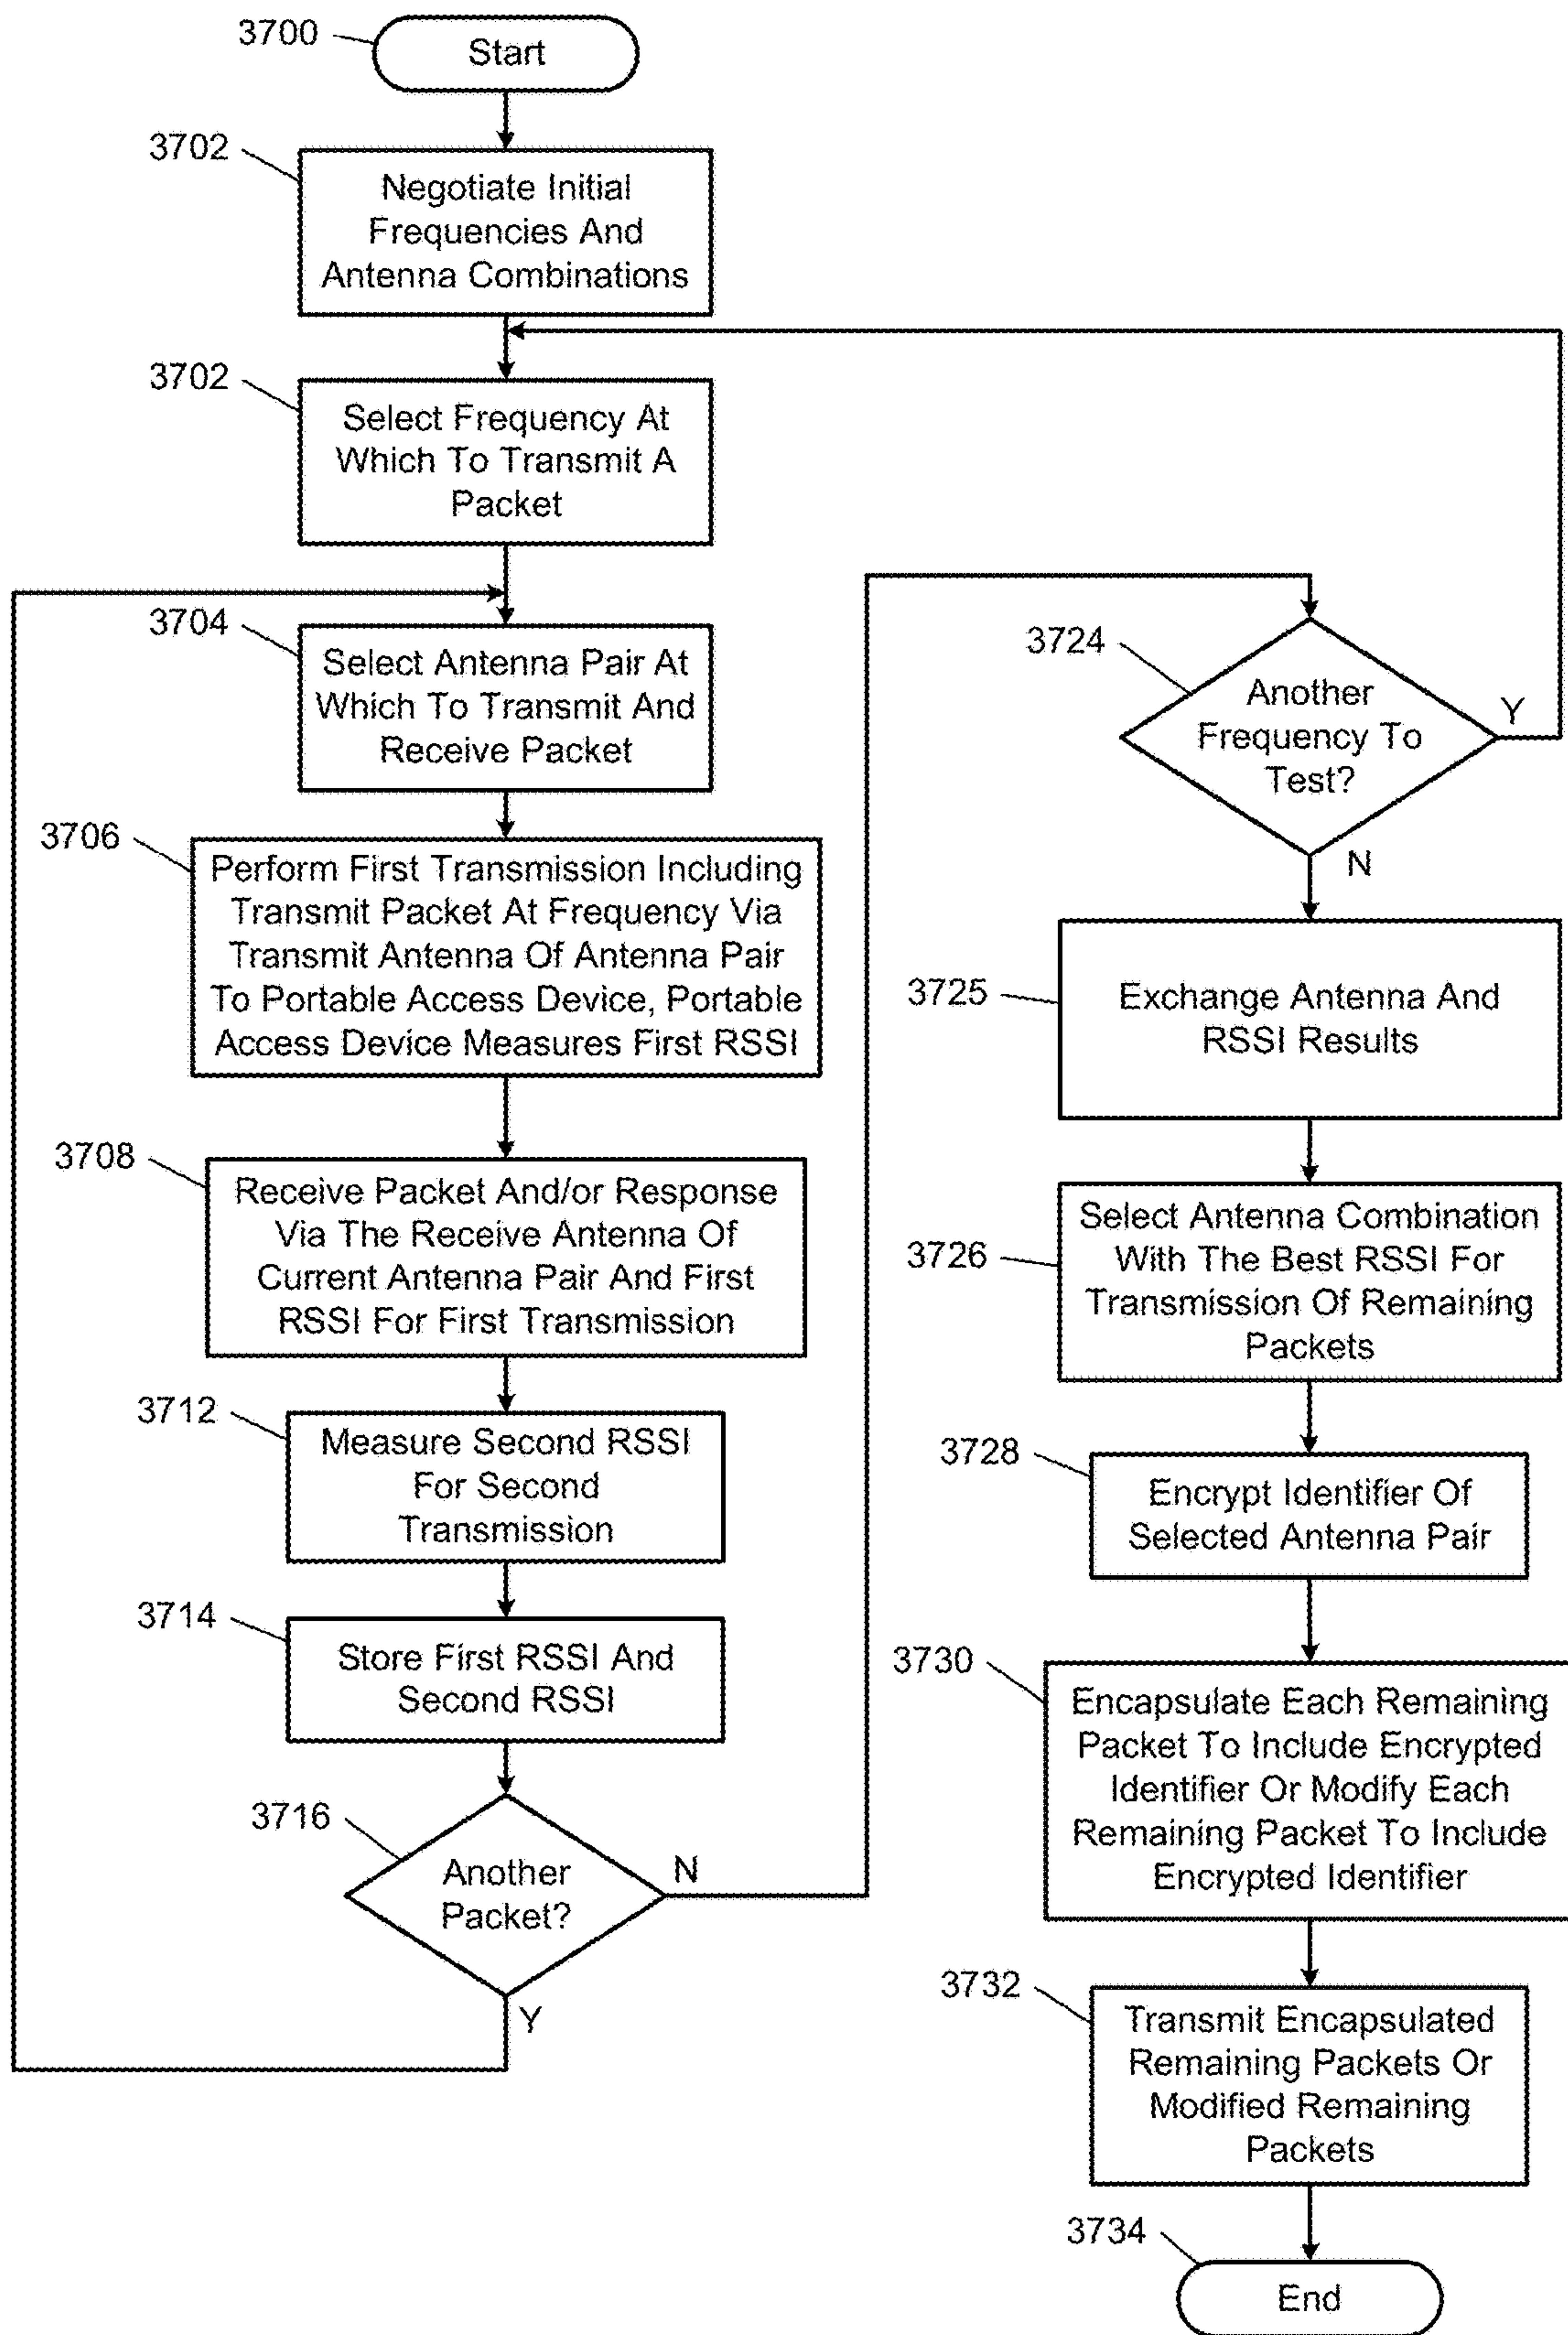 3700
Start
3702
Negotiate Initial
Frequencies And
Antenna Combinations
3702
Select Frequency At
Which To Transmit A
Packet
3704
Select Antenna Pair At
Which To Transmit And
Receive Packet
3706
Perform First Transmission Including
Transmit Packet At Frequency Via
Transmit Antenna Of Antenna Pair
To Portable Access Device, Portable
Access Device Measures First RSSI
3708
Receive Packet And/or Response
Via The Receive Antenna Of
Current Antenna Pair And First
RSSI For First Transmission
3712
Measure Second RSSI
For Second
Transmission
3714
Store First RSSI And
Second RSSI
3716
Another
Packet?
N
Y
3724
Another
Frequency To
Test?
Y
N
3725
Exchange Antenna And
RSSI Results
3726
Select Antenna Combination
With The Best RSSI For
Transmission Of Remaining
Packets
3728
Encrypt Identifier Of
Selected Antenna Pair
3730
Encapsulate Each Remaining
Packet To Include Encrypted
Identifier Or Modify Each
Remaining Packet To Include
Encrypted Identifier
3732
Transmit Encapsulated
Remaining Packets Or
Modified Remaining
Packets
3734
End